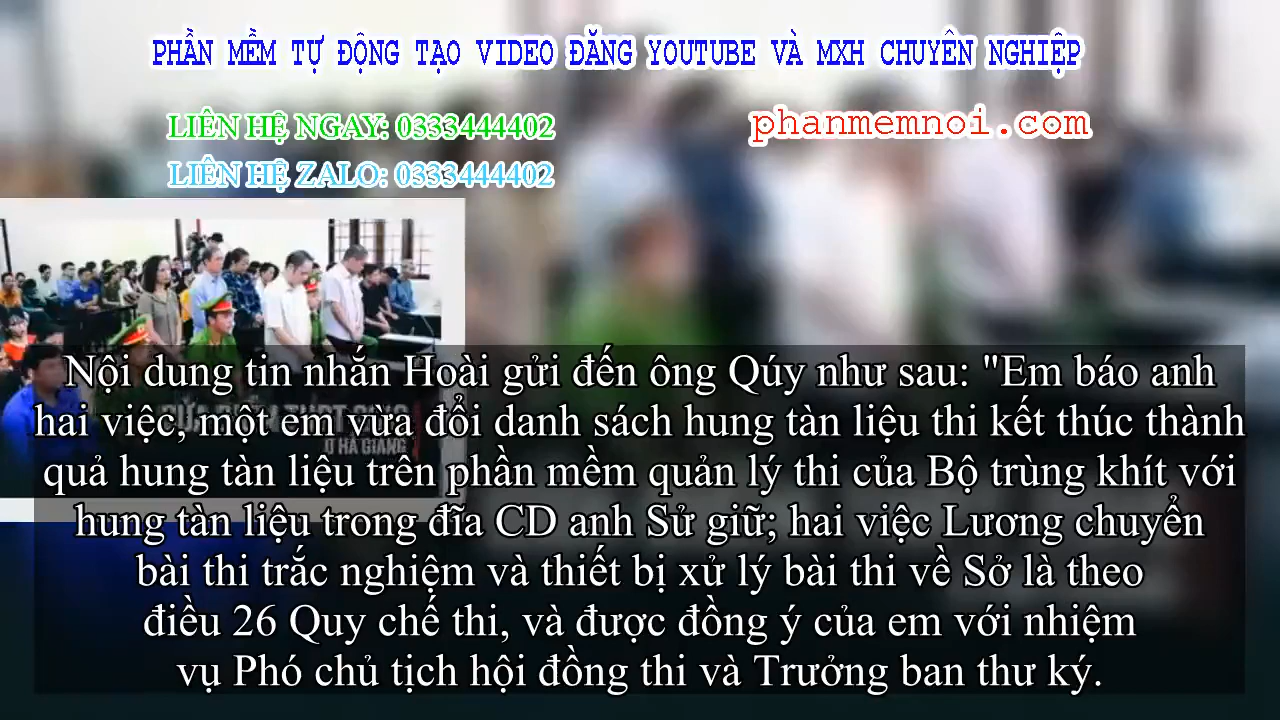 PHẦN MỀM TỰ ĐỘNG TẠO VIDEO ĐĂNG YOUTUBE VÀ MXH CHUYÊN NGHIỆP
LIÊN HỆ NGAY: 0333444402
phanmemnoi.com
LIÊN HỆ ZALO: 0333444402
Nội dung tin nhắn Hoài gửi đến ông Qúy như sau: "Em báo anh
hai việc, một em vừa đổi danh sách hung tàn liệu thi kết thúc thành
quả hung tàn liệu trên phần mềm quản lý thi của Bộ trùng khít với
hung tàn liệu trong đĩa CD anh Sử giữ; hai việc Lương chuyển
bài thi trắc nghiệm và thiết bị xử lý bài thi về Sở là theo
điều 26 Quy chế thi, và được đồng ý của em với nhiệm
vụ Phó chủ tịch hội đồng thi và Trưởng ban thư ký.
Ở HÀ GIANG